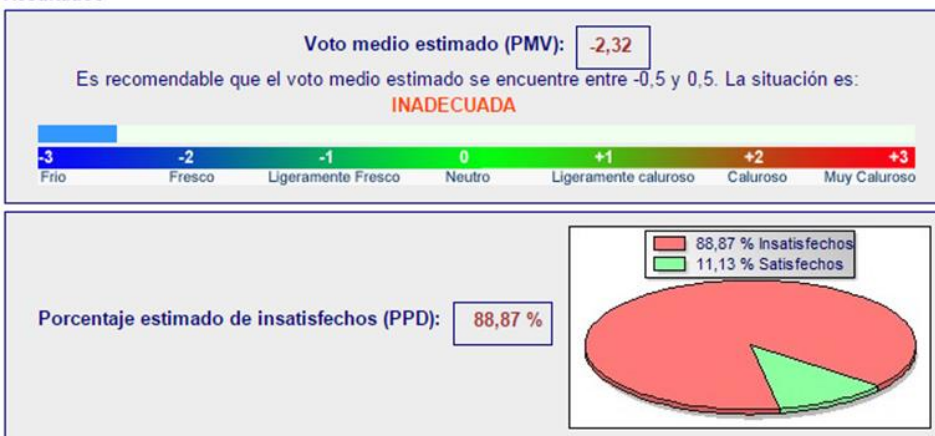 Voto medio estimado (PMV): -2,32
Es recomendable que el voto medio estimado se encuentre entre -0,5 y 0,5. La situación es:
INADECUADA
-3 -2 -1 0 +1 +2 +3
Frio Fresco Ligeramente Fresco Neutro Ligeramente caluroso Caluroso Muy Caluroso
88,87 % Insatisfechos
11,13 % Satisfechos
Porcentaje estimado de insatisfechos (PPD): 88,87 %